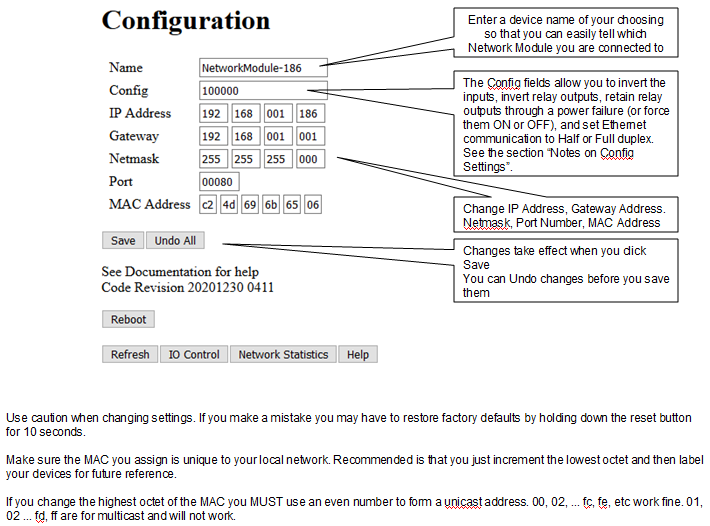 Configuration
Name NetworkModule-186
Config 100000
IP Address 192 168 001 186
Gateway 192 168 001 001
Netmask 255 255 255 000
Port 00080
MAC Address c2 4d 69 6b 65 06
Save Undo All
See Documentation for help
Code Revision 20201230 0411
Reboot
Refresh IO Control Network Statistics Help
Enter a device name of your choosing
so that you can easily tell which
Network Module you are connected to
The Config fields allow you to invert the
inputs, invert relay outputs, retain relay
outputs through a power failure (or force
them ON or OFF), and set Ethernet
communication to Half or Full duplex.
See the section “Notes on Config
Settings”.
Change IP Address, Gateway Address.
Netmask, Port Number, MAC Address
Changes take effect when you click
Save
You can Undo changes before you save
them
Use caution when changing settings. If you make a mistake you may have to restore factory defaults by holding down the reset button
for 10 seconds.
Make sure the MAC you assign is unique to your local network. Recommended is that you just increment the lowest octet and then label
your devices for future reference.
If you change the highest octet of the MAC you MUST use an even number to form a unicast address. 00, 02, ... fc, fe, etc work fine. 01,
02 ... fd, ff are for multicast and will not work.